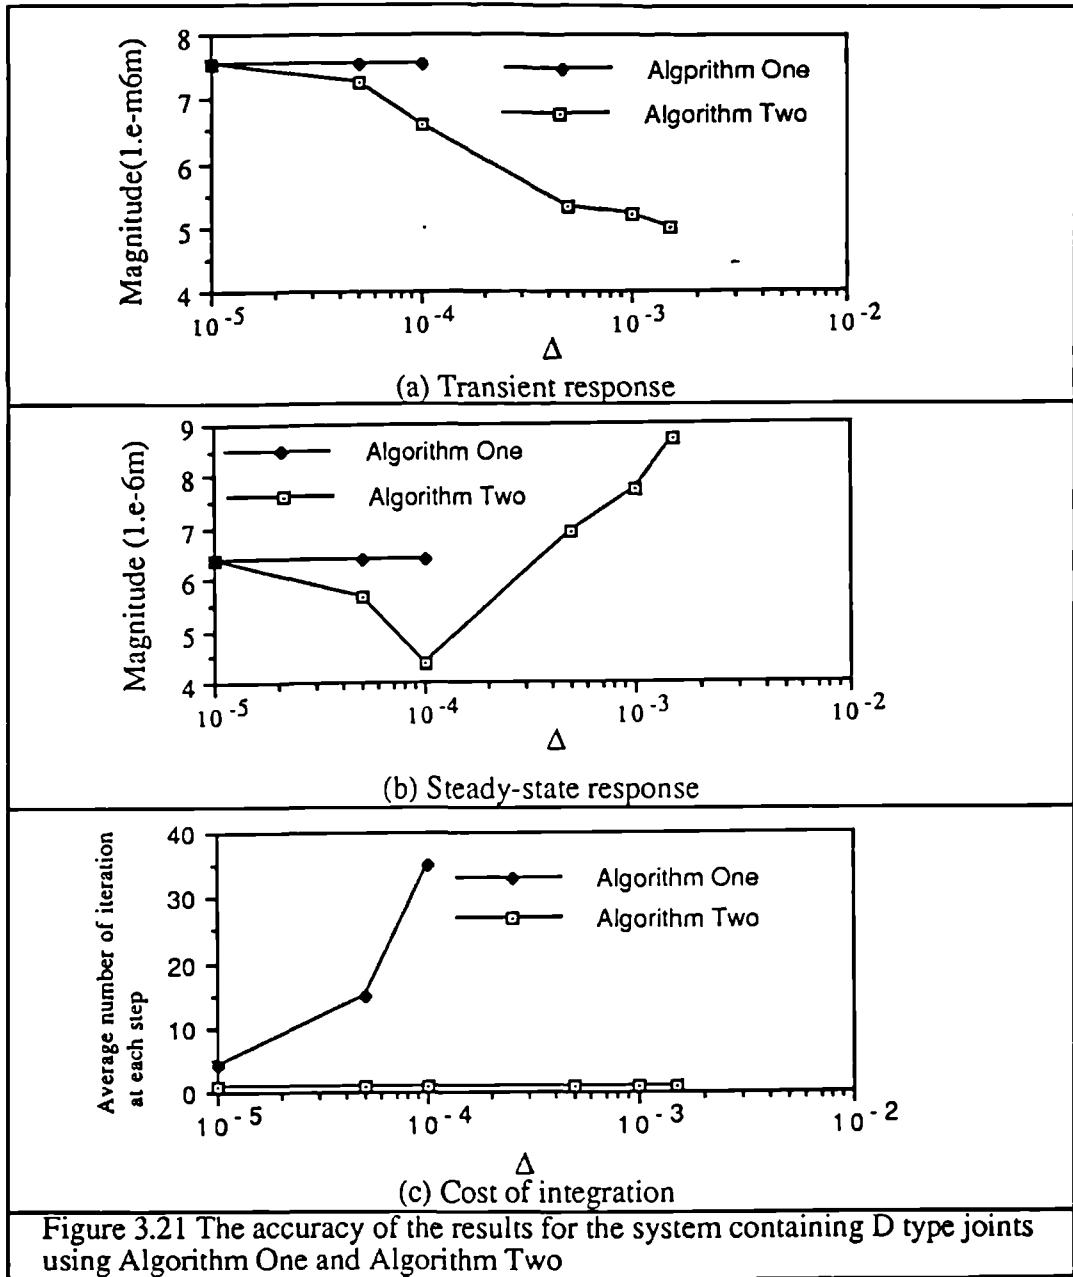 8
7
6
5
4
Magnitude(1.e-m6m)
Algprithm One
Algorithm Two
10-5
10-4
10-3
10-2
Δ
(a) Transient response
9
8
7
6
5
4
Magnitude (1.e-6m)
Algorithm One
Algorithm Two
10-5
10-4
10-3
10-2
Δ
(b) Steady-state response
40
30
20
10
0
Average number of iteration
at each step
Algorithm One
Algorithm Two
10-5
10-4
10-3
10-2
Δ
(c) Cost of integration
Figure 3.21 The accuracy of the results for the system containing D type joints
using Algorithm One and Algorithm Two